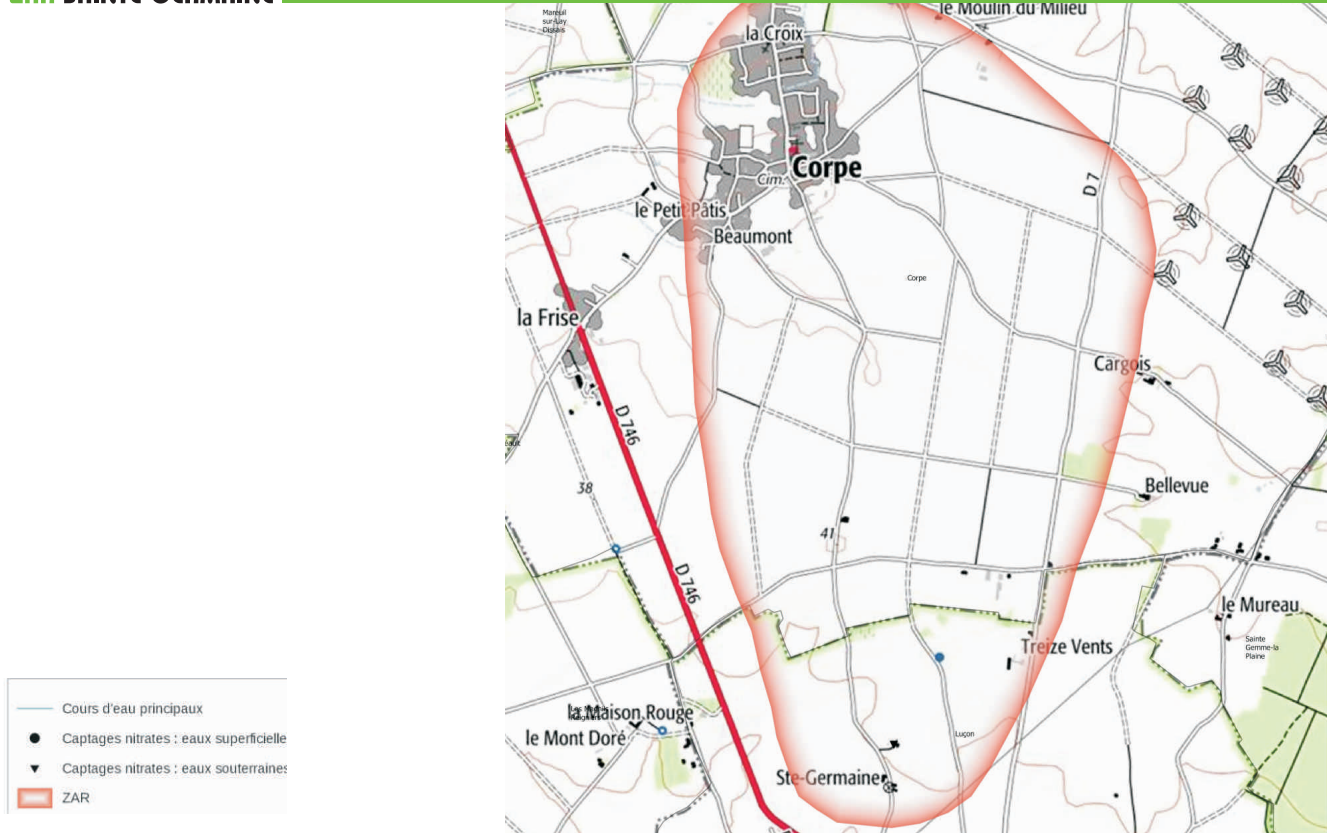 Mareuil
sur-Lay
Dissais
la Croix
le Moulin du Milieu
Corpe
Cim.
D 7
le Petit Pâtis
Beaumont
Corpe
la Frise
Cargois
D 746
38
Bellevue
41
D 746
le Mureau
Treize Vents
Sainte
Gemme-la
Plaine
la Maison Rouge
le Mont Doré
Luçon
Ste-Germaine
Cours d'eau principaux
Captages nitrates : eaux superficielle
Captages nitrates : eaux souterraines
ZAR